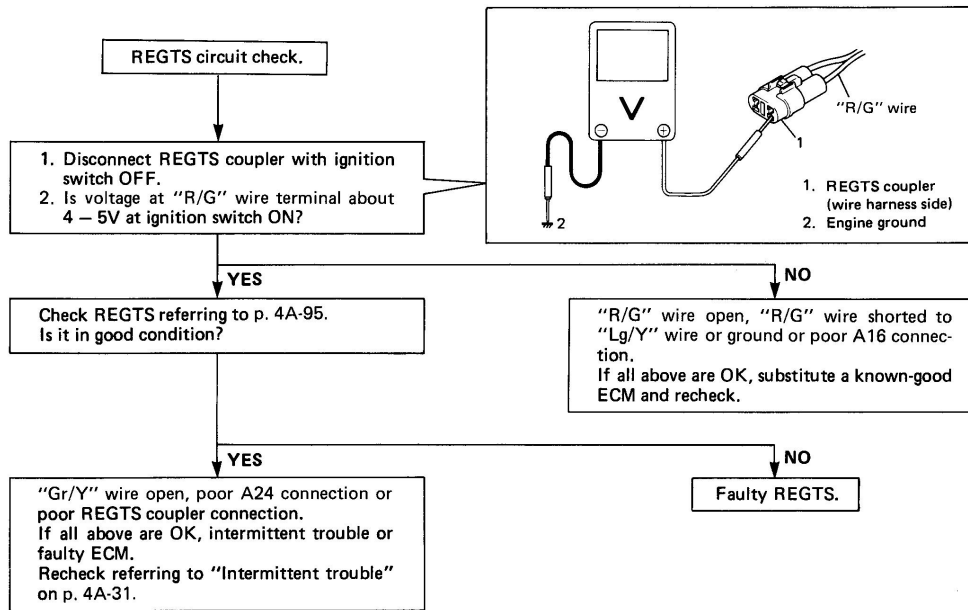 REGTS circuit check.
1. Disconnect REGTS coupler with ignition
switch OFF.
2. Is voltage at "R/G" wire terminal about
4 – 5V at ignition switch ON?
V
"R/G" wire
1
2
1. REGTS coupler
(wire harness side)
2. Engine ground
YES
NO
Check REGTS referring to p. 4A-95.
Is it in good condition?
"R/G" wire open, "R/G" wire shorted to
"Lg/Y" wire or ground or poor A16 connec-
tion.
If all above are OK, substitute a known-good
ECM and recheck.
YES
NO
"Gr/Y" wire open, poor A24 connection or
poor REGTS coupler connection.
If all above are OK, intermittent trouble or
faulty ECM.
Recheck referring to "Intermittent trouble"
on p. 4A-31.
Faulty REGTS.